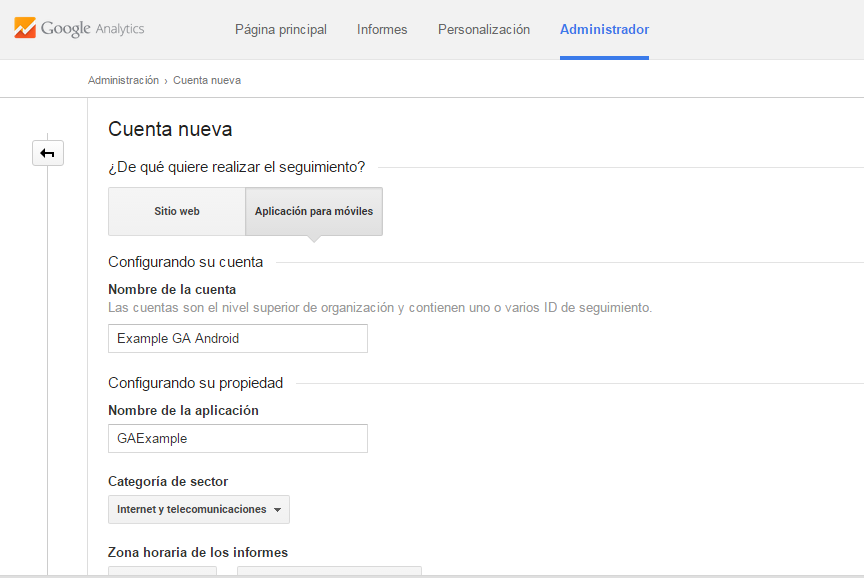 Google Analytics
Página principal Informes Personalización Administrador
Administración › Cuenta nueva
Cuenta nueva
¿De qué quiere realizar el seguimiento?
Sitio web Aplicación para móviles
Configurando su cuenta
Nombre de la cuenta
Las cuentas son el nivel superior de organización y contienen uno o varios ID de seguimiento.
Example GA Android
Configurando su propiedad
Nombre de la aplicación
GAExample
Categoría de sector
Internet y telecomunicaciones
Zona horaria de los informes